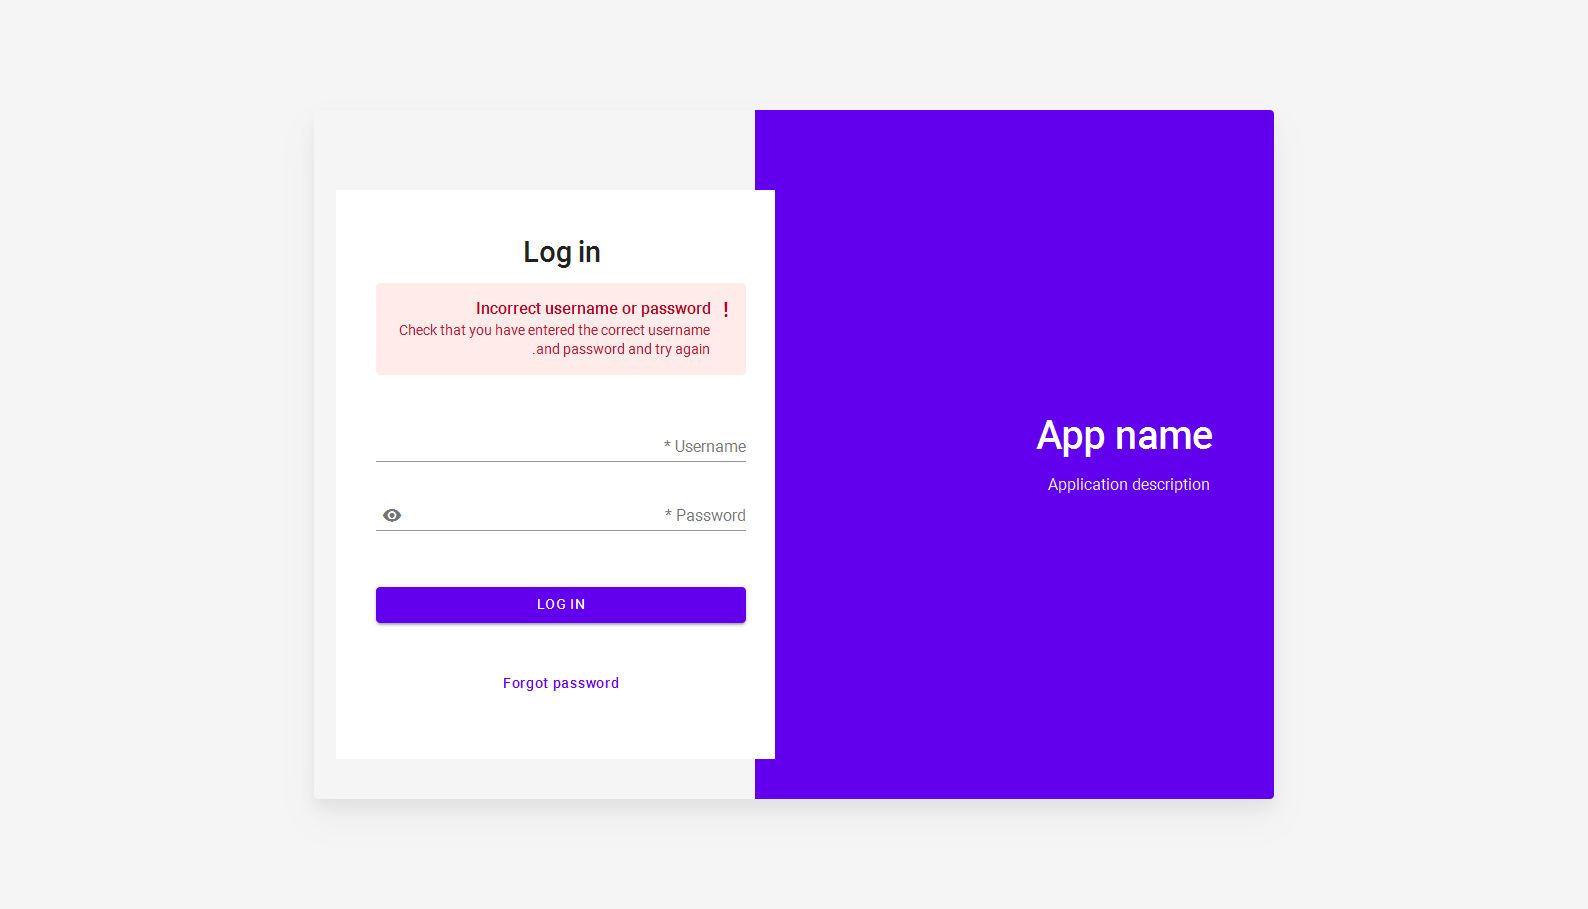 Log in
Incorrect username or password !
Check that you have entered the correct username
.and password and try again
* Username
* Password
LOG IN
Forgot password
App name
Application description